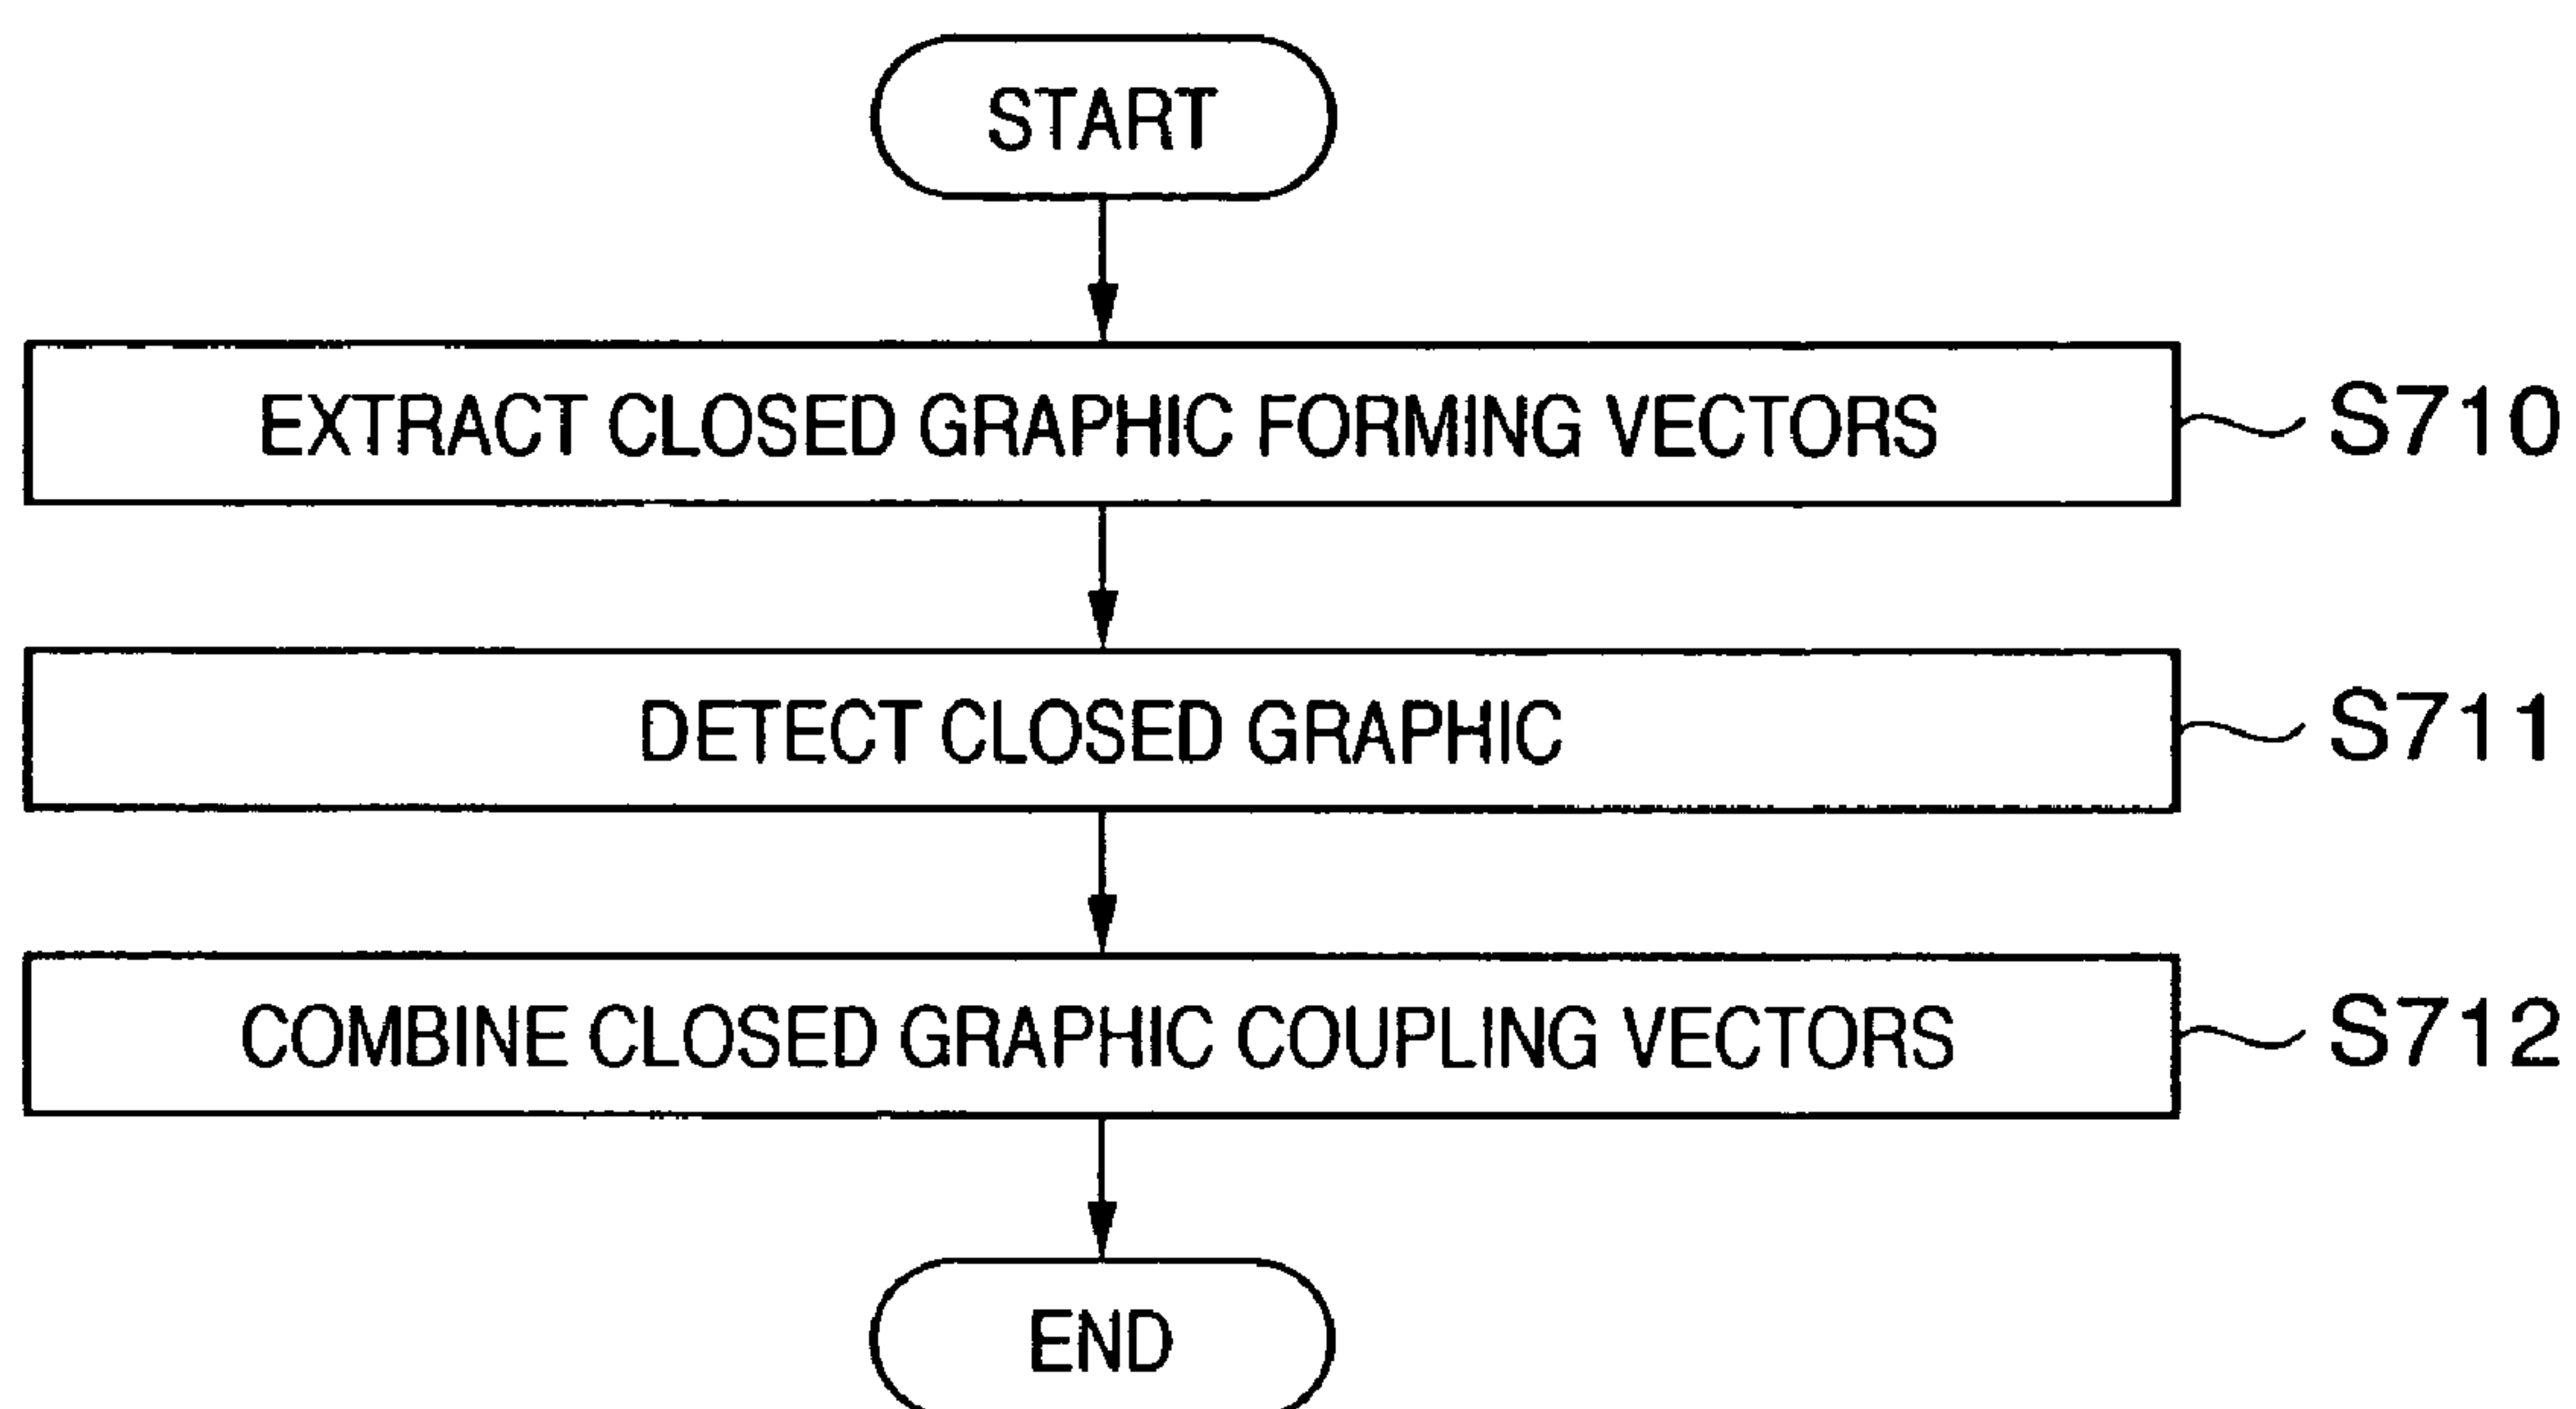 START
EXTRACT CLOSED GRAPHIC FORMING VECTORS
S710
DETECT CLOSED GRAPHIC
S711
COMBINE CLOSED GRAPHIC COUPLING VECTORS
S712
END